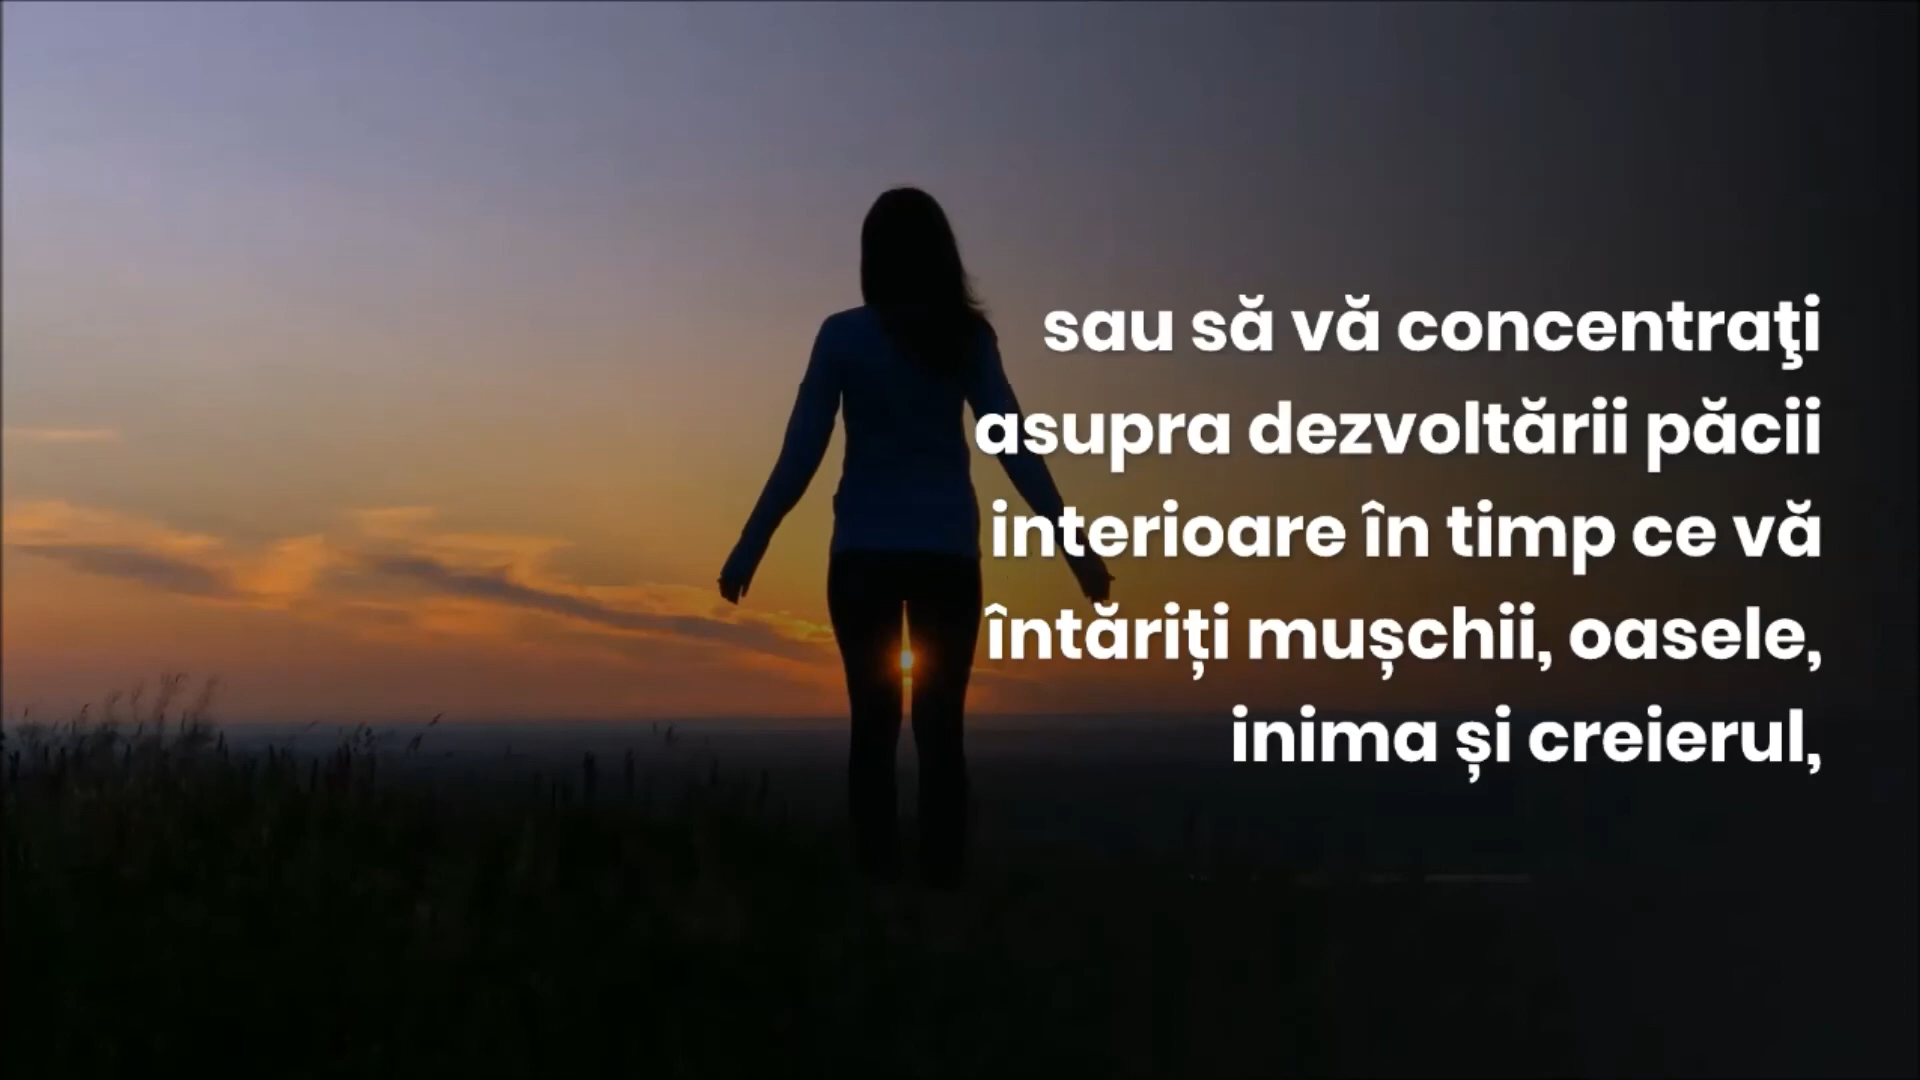 sau să vă concentraţi
asupra dezvoltării păcii
interioare în timp ce vă
întăriți mușchii, oasele,
inima și creierul,